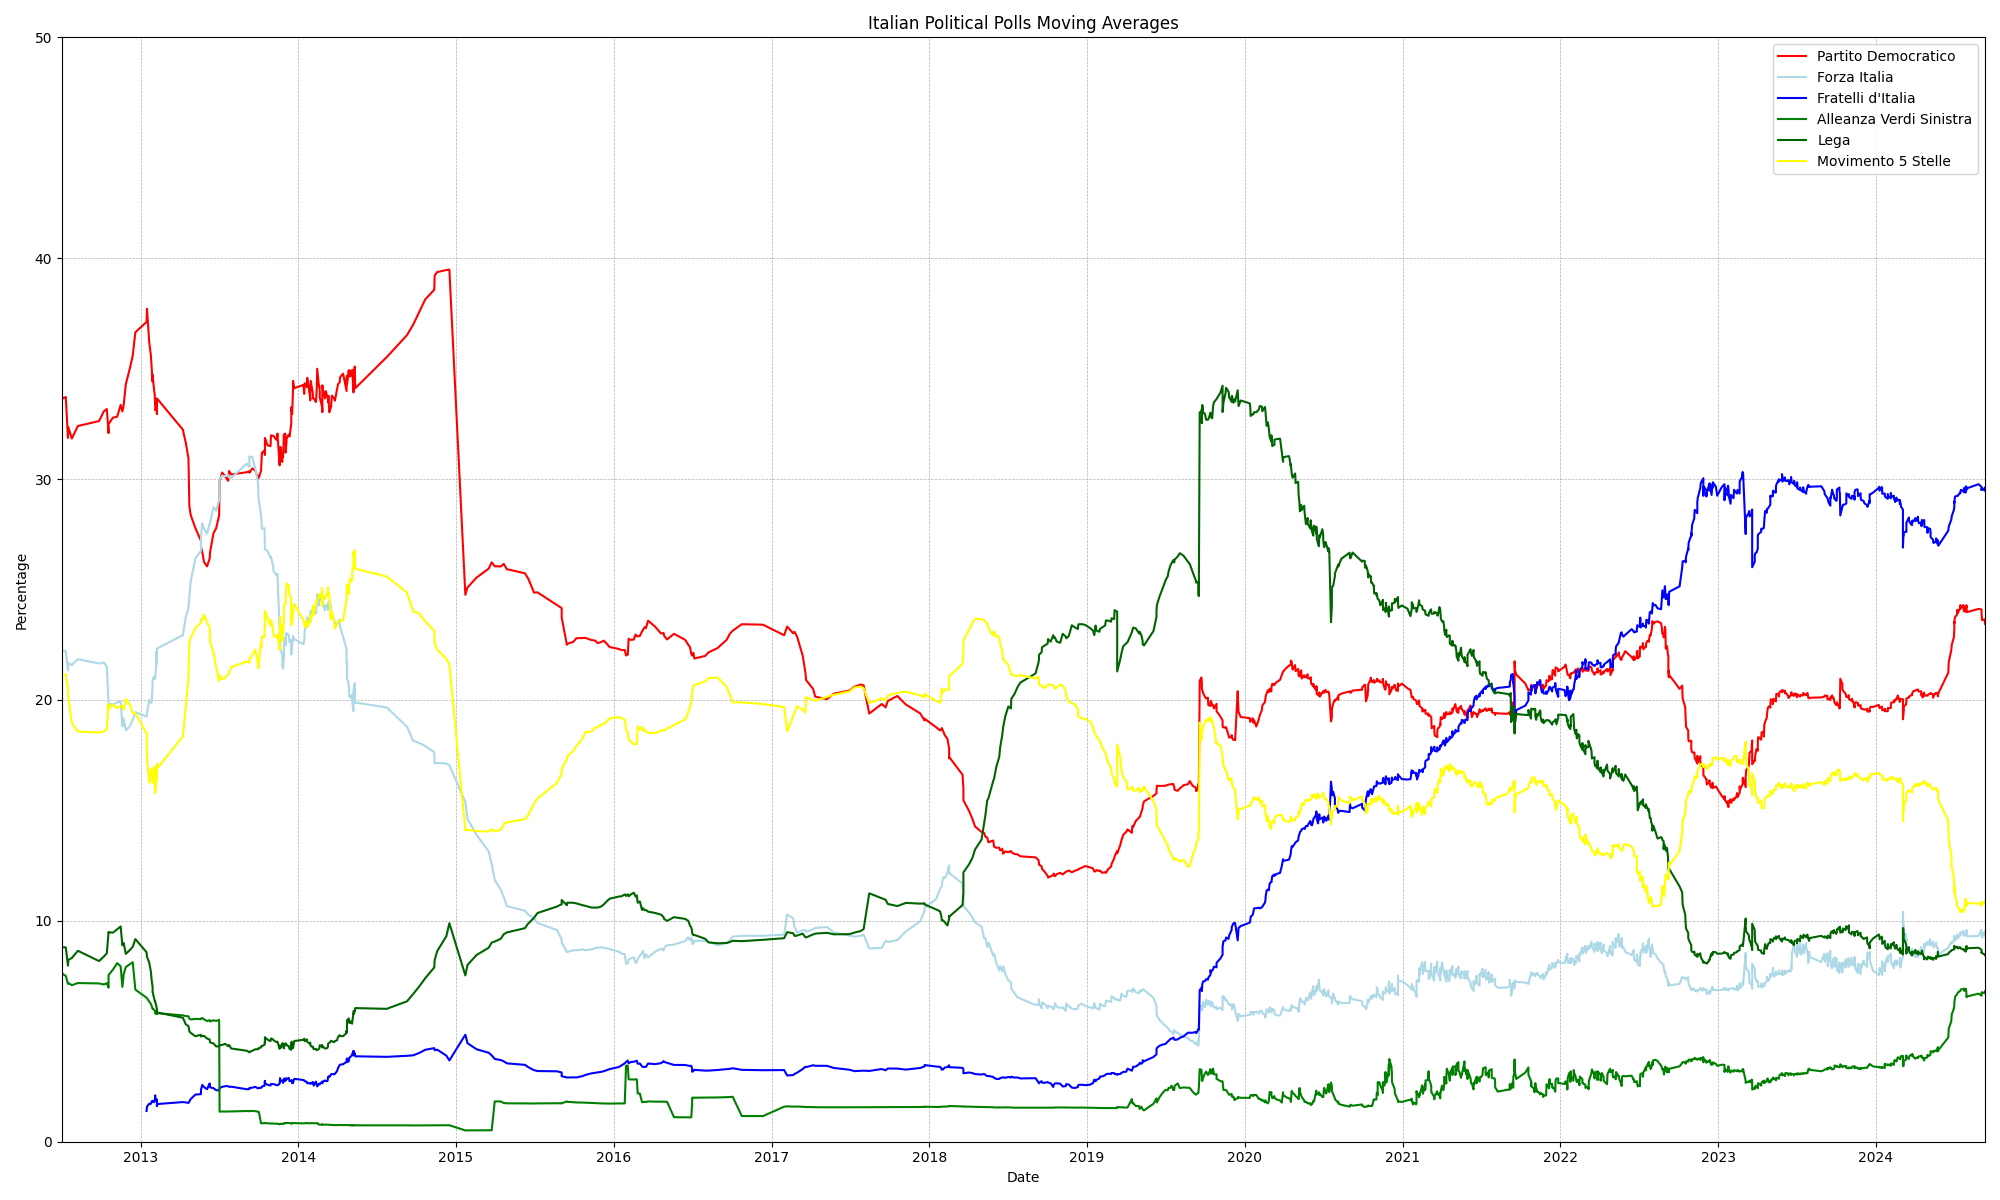 Italian Political Polls Moving Averages
50
40
30
20
10
0
Percentage
Partito Democratico
Forza Italia
Fratelli d'Italia
Alleanza Verdi Sinistra
Lega
Movimento 5 Stelle
2013 2014 2015 2016 2017 2018 2019 2020 2021 2022 2023 2024
Date